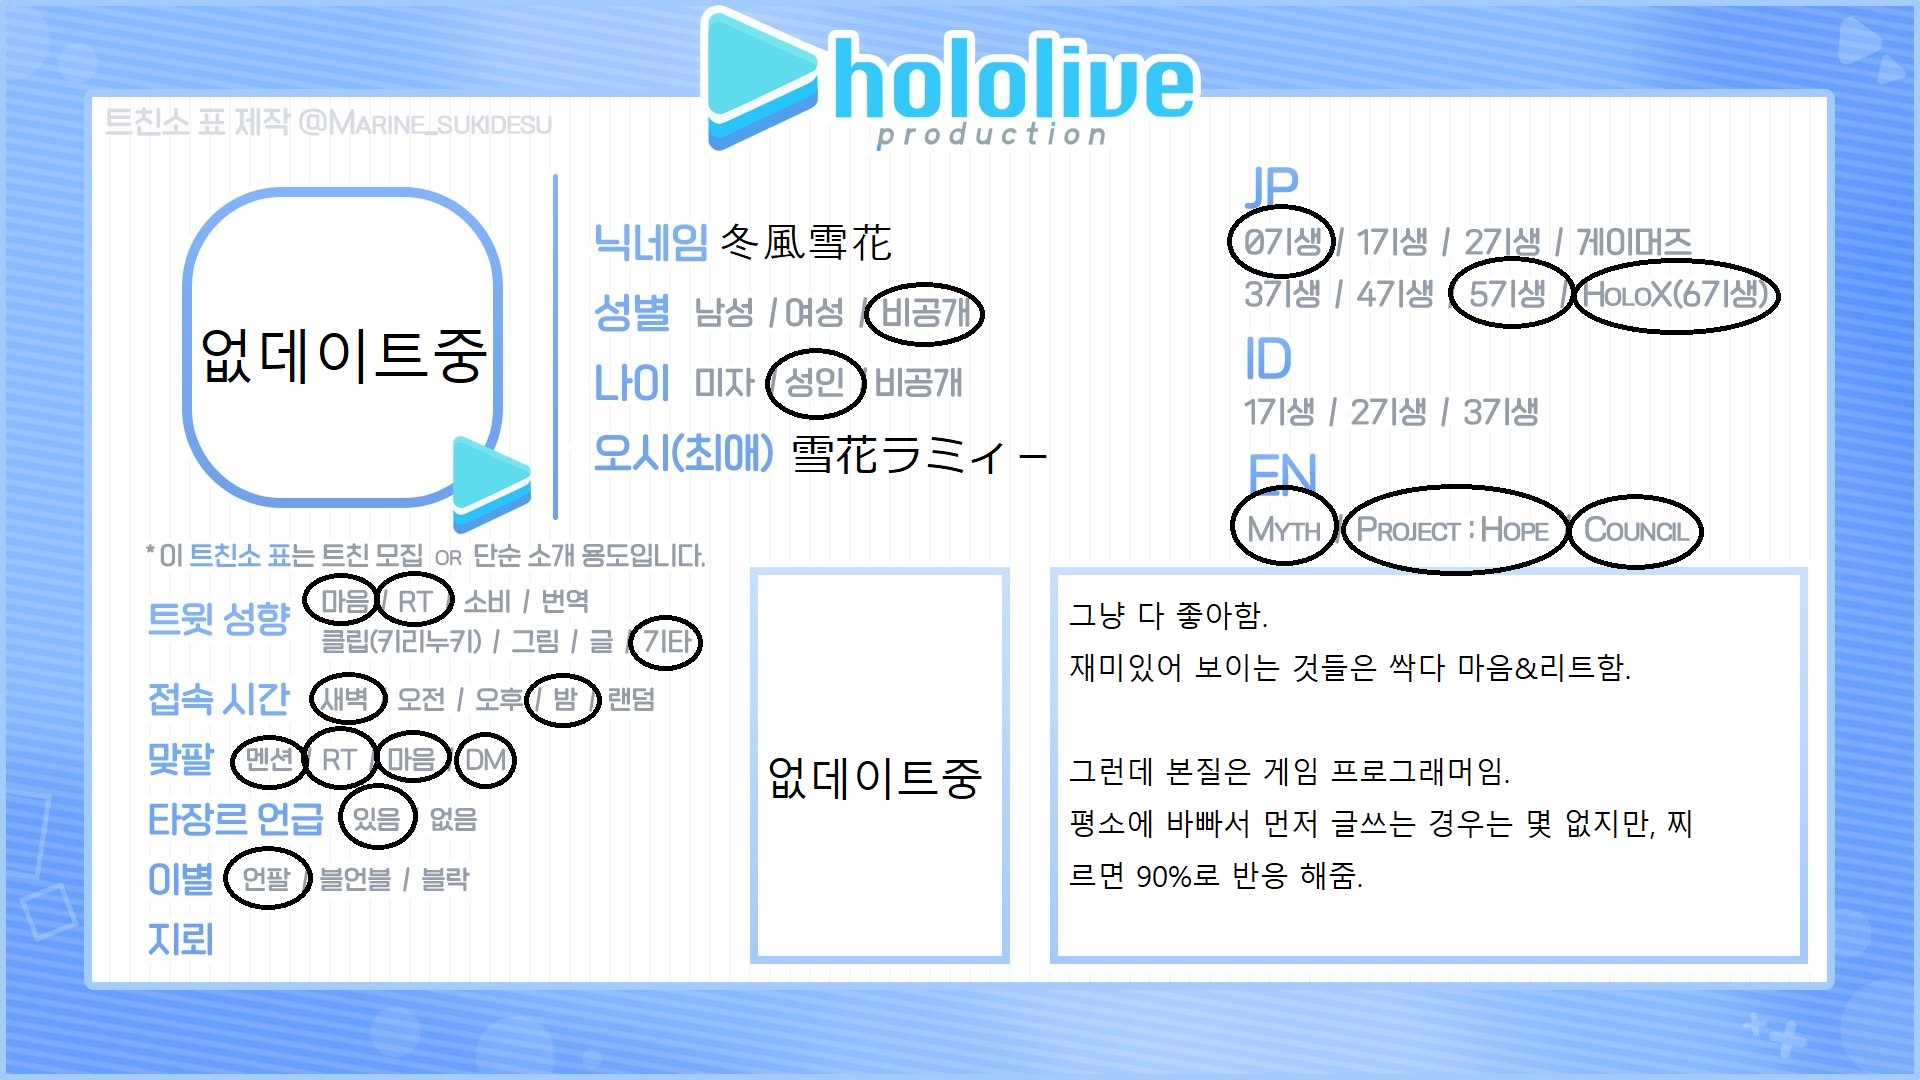 hololive
production
트친소 표 제작 @MARINE_SUKIDESU
없데이트중
닉네임 冬風雪花
성별 남성 / 여성 / 비공개
나이 미자 / 성인 / 비공개
오시(최애) 雪花ラミィー
JP
0기생 / 1기생 / 2기생 / 게이머즈
3기생 / 4기생 / 5기생 / HOLOX(6기생)
ID
1기생 / 2기생 / 3기생
EN
MYTH / PROJECT : HOPE / COUNCIL
* 이 트친소 표는 트친 모집 OR 단순 소개 용도입니다.
트윗 성향 마음 / RT / 소비 / 번역
클립(키리누키) / 그림 / 글 / 기타
접속 시간 새벽 / 오전 / 오후 / 밤 / 랜덤
맞팔 멘션 / RT / 마음 / DM
타장르 언급 있음 / 없음
이별 언팔 / 블언블 / 블락
지뢰
없데이트중
그냥 다 좋아함.
재미있어 보이는 것들은 싹다 마음&리트함.
그런데 본질은 게임 프로그래머임.
평소에 바빠서 먼저 글쓰는 경우는 몇 없지만, 찌
르면 90%로 반응 해줌.